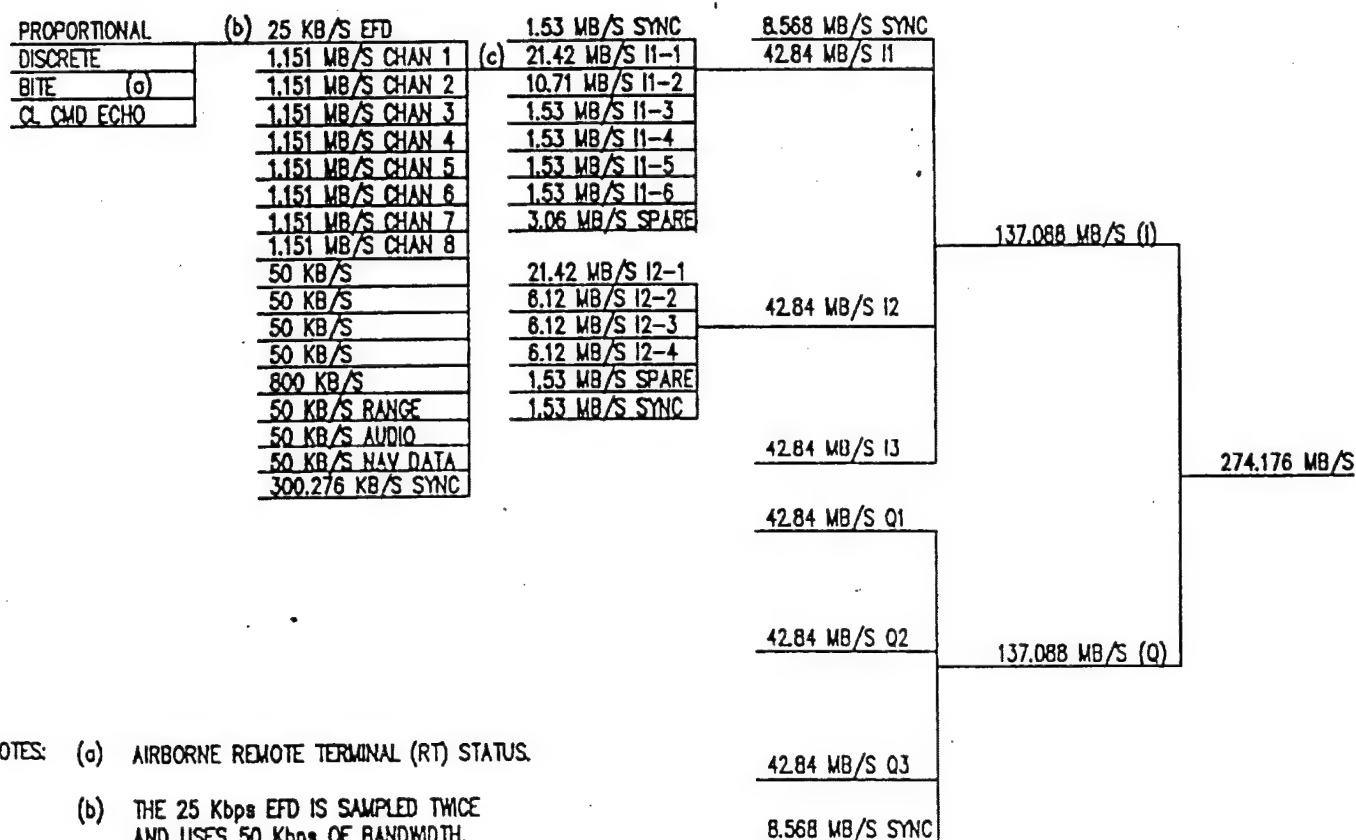 PROPORTIONAL
DISCRETE
BITE (a)
CL CMD ECHO
(b) 25 KB/S EFD
1.151 MB/S CHAN 1
1.151 MB/S CHAN 2
1.151 MB/S CHAN 3
1.151 MB/S CHAN 4
1.151 MB/S CHAN 5
1.151 MB/S CHAN 6
1.151 MB/S CHAN 7
1.151 MB/S CHAN 8
50 KB/S
50 KB/S
50 KB/S
50 KB/S
800 KB/S
50 KB/S RANGE
50 KB/S AUDIO
50 KB/S NAV DATA
300.276 KB/S SYNC
1.53 MB/S SYNC
(c) 21.42 MB/S I1-1
10.71 MB/S I1-2
1.53 MB/S I1-3
1.53 MB/S I1-4
1.53 MB/S I1-5
1.53 MB/S I1-6
3.06 MB/S SPARE
21.42 MB/S I2-1
6.12 MB/S I2-2
6.12 MB/S I2-3
6.12 MB/S I2-4
1.53 MB/S SPARE
1.53 MB/S SYNC
8.568 MB/S SYNC
42.84 MB/S I1
42.84 MB/S I2
42.84 MB/S I3
42.84 MB/S Q1
42.84 MB/S Q2
42.84 MB/S Q3
8.568 MB/S SYNC
137.088 MB/S (I)
137.088 MB/S (Q)
274.176 MB/S
OTES: (a) AIRBORNE REMOTE TERMINAL (RT) STATUS.
(b) THE 25 Kbps EFD IS SAMPLED TWICE
AND USES 50 Kbps OF BANDWIDTH.